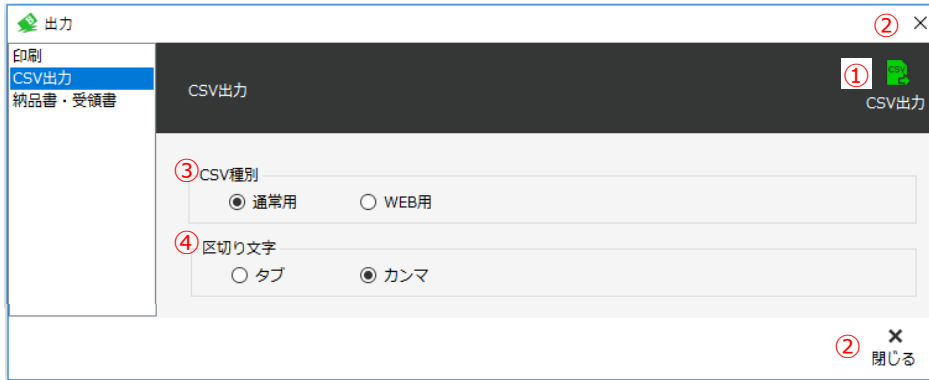 出力
② ×
印刷
CSV出力
納品書・受領書
CSV出力
① CSV
CSV出力
③ CSV種別
通常用 WEB用
④ 区切り文字
タブ カンマ
② ×
閉じる